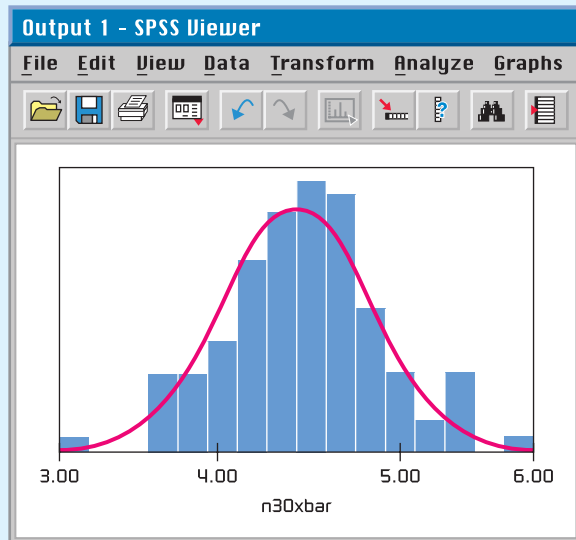 Output 1 - SPSS Viewer
File Edit View Data Transform Analyze Graphs
3.00 4.00 5.00 6.00
n30xbar